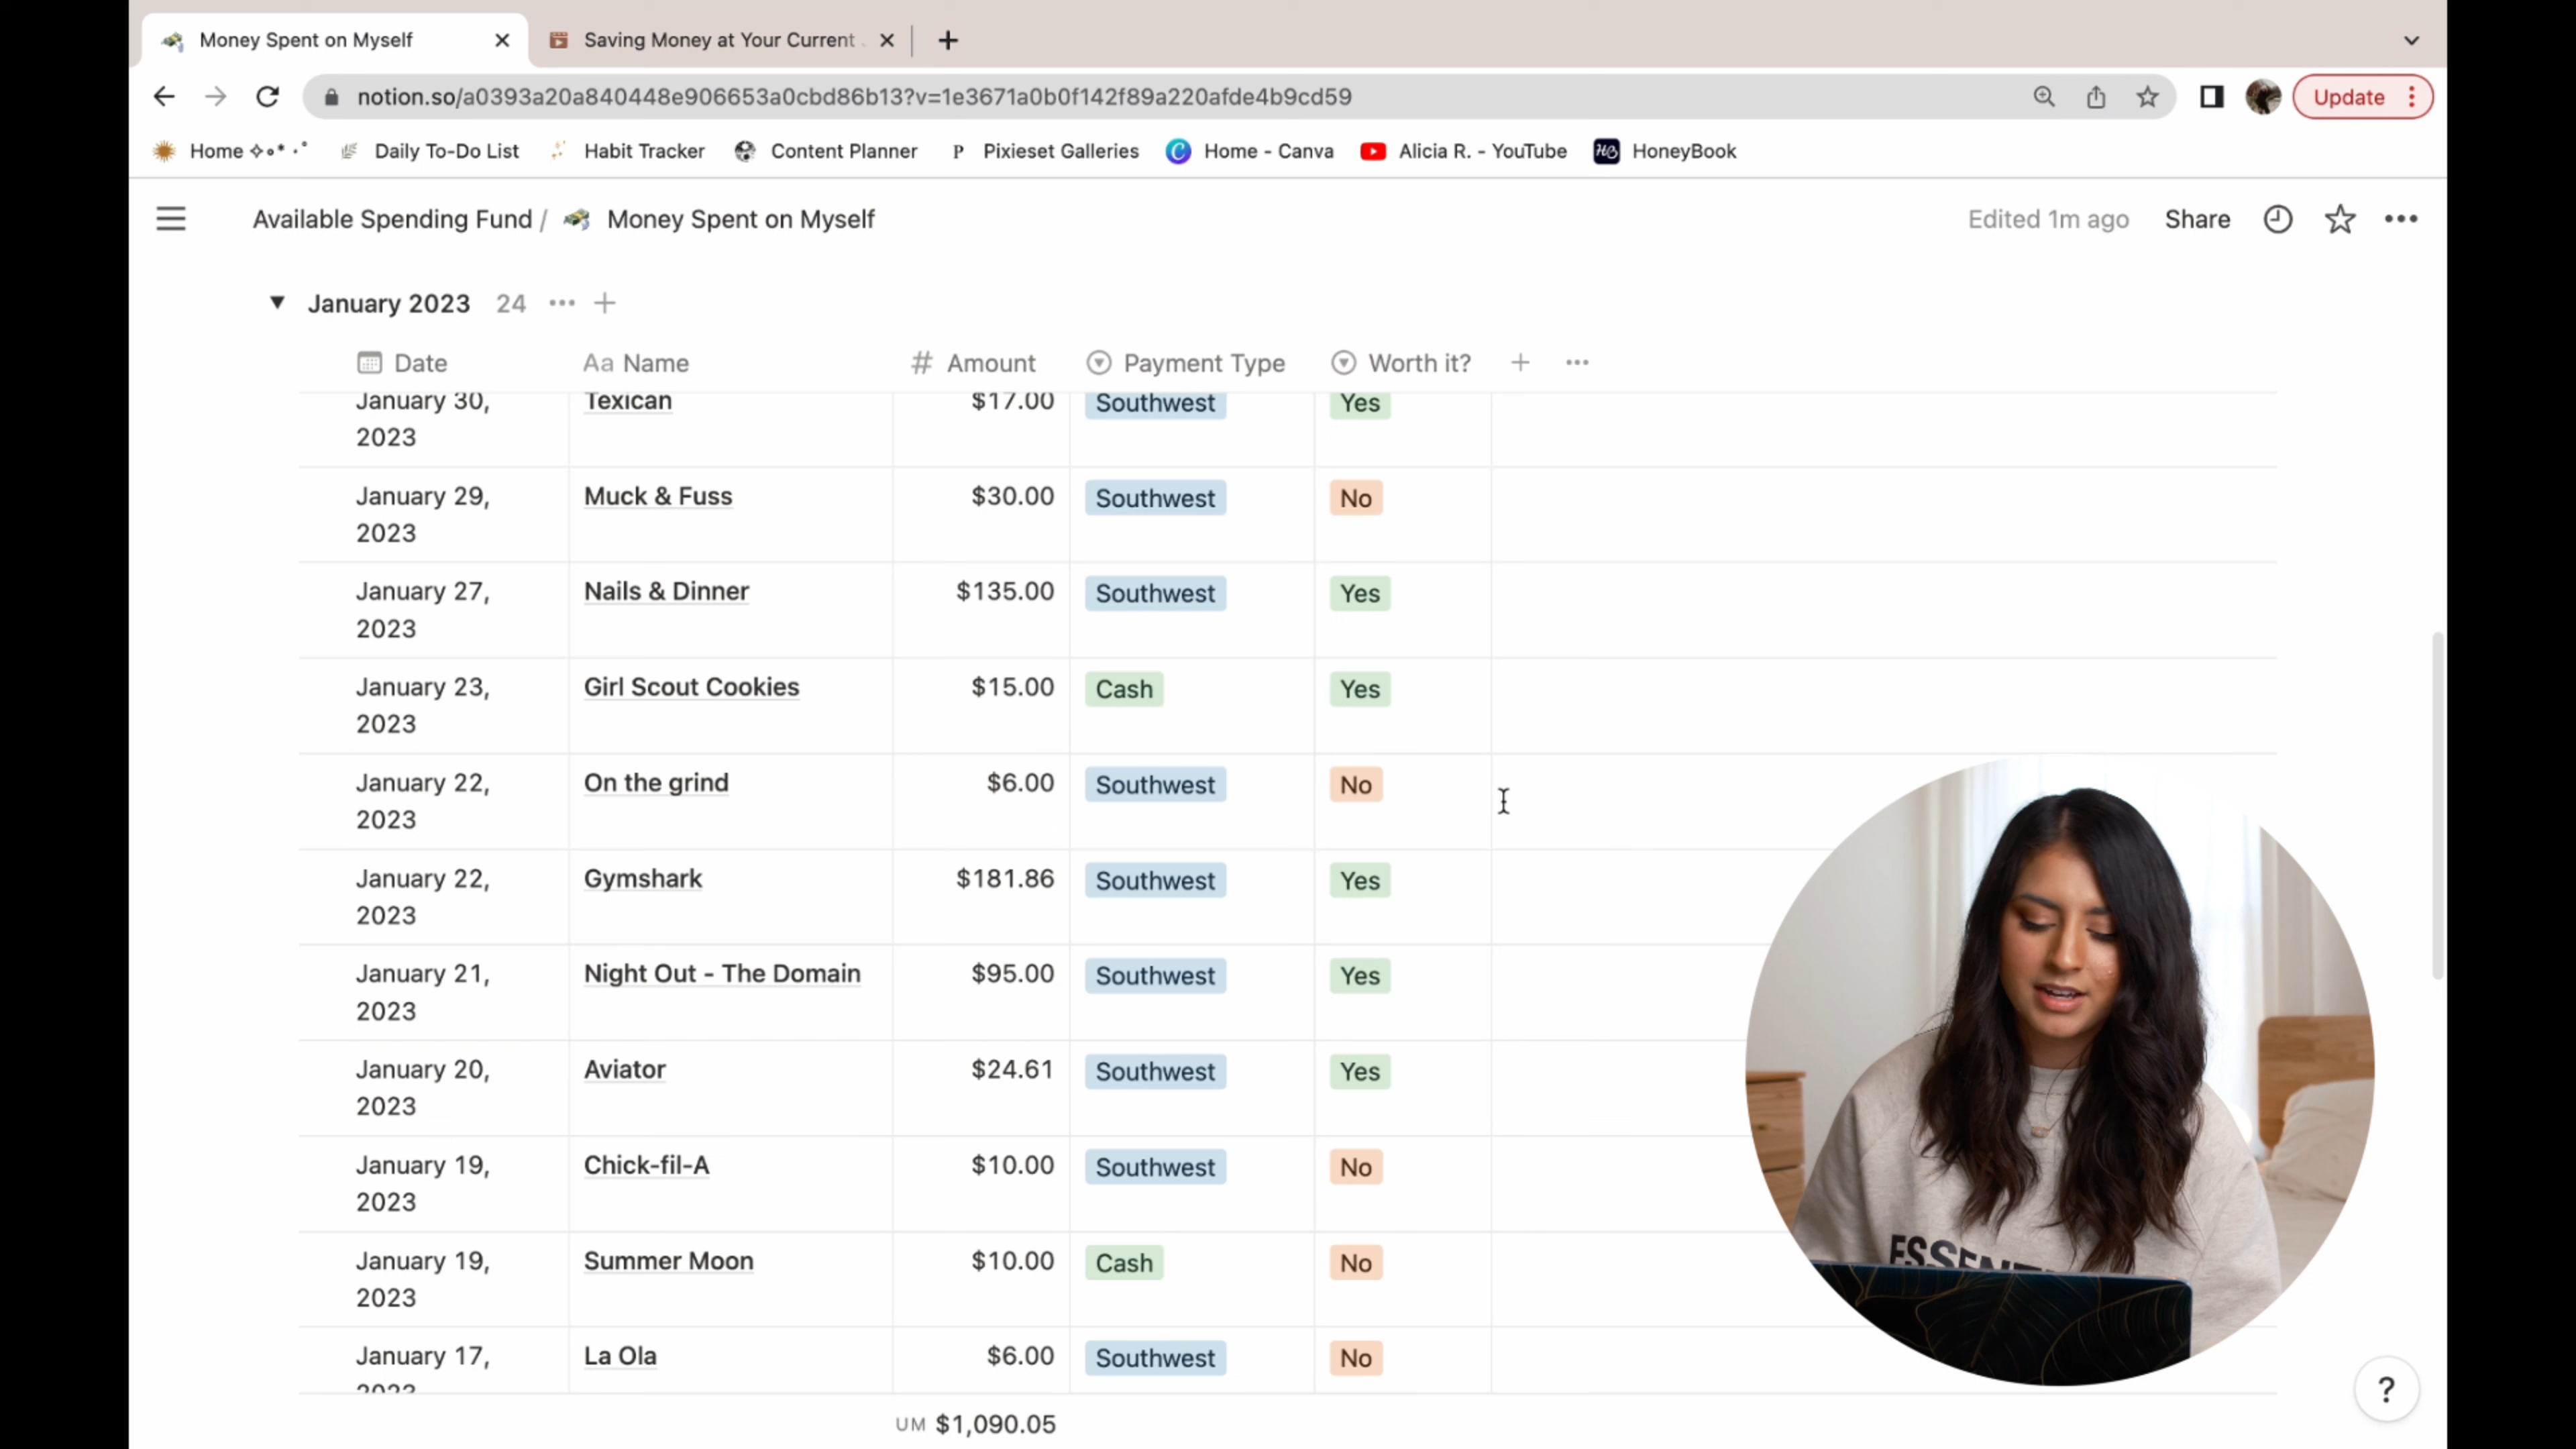 Money Spent on Myself
Saving Money at Your Current
notion.so/a0393a20a840448e906653a0cbd86b13?v=1e3671a0b0f142f89a220afde4b9cd59
Update
Home
Daily To-Do List
Habit Tracker
Content Planner
P Pixieset Galleries
Home - Canva
Alicia R. - YouTube
HB HoneyBook
Available Spending Fund / Money Spent on Myself
Edited 1m ago Share
January 2023 24
Date Aa Name # Amount Payment Type Worth it?
January 30, 2023 Texican $17.00 Southwest Yes
January 29, 2023 Muck & Fuss $30.00 Southwest No
January 27, 2023 Nails & Dinner $135.00 Southwest Yes
January 23, 2023 Girl Scout Cookies $15.00 Cash Yes
January 22, 2023 On the grind $6.00 Southwest No
January 22, 2023 Gymshark $181.86 Southwest Yes
January 21, 2023 Night Out - The Domain $95.00 Southwest Yes
January 20, 2023 Aviator $24.61 Southwest Yes
January 19, 2023 Chick-fil-A $10.00 Southwest No
January 19, 2023 Summer Moon $10.00 Cash No
January 17, 2023 La Ola $6.00 Southwest No
UM $1,090.05
?